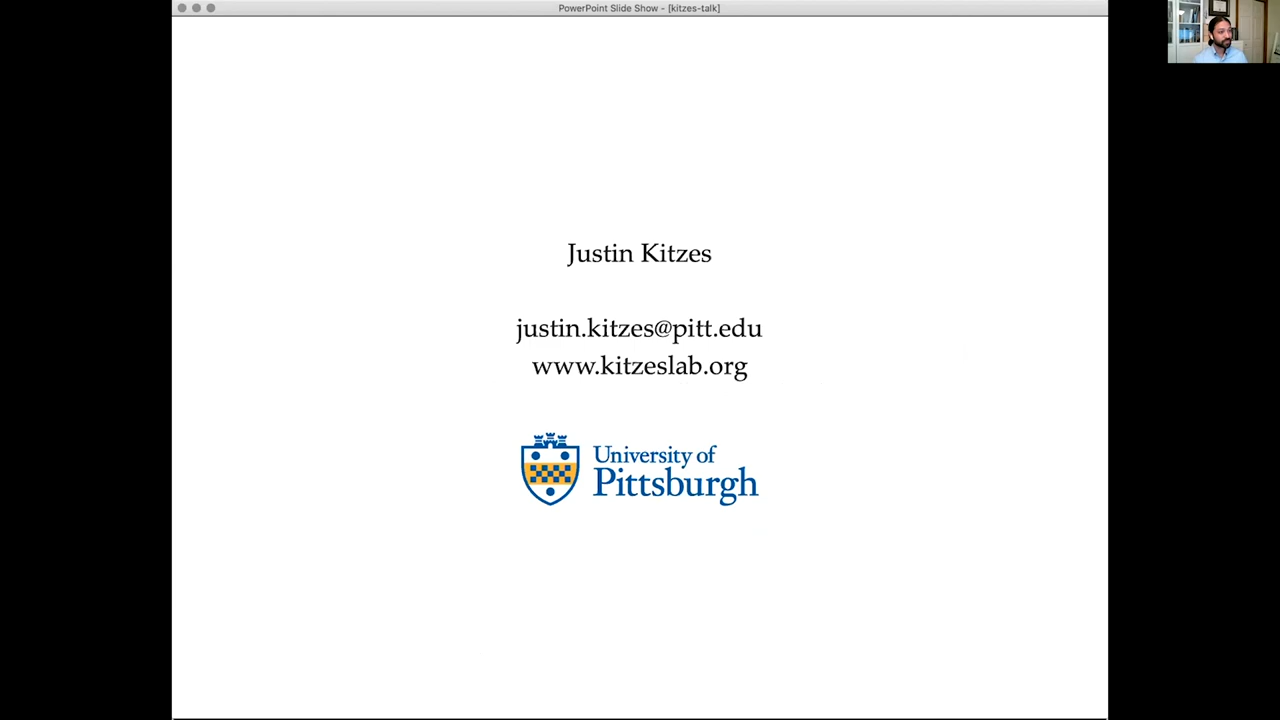 PowerPoint Slide Show - [kitzes-talk]
Justin Kitzes
justin.kitzes@pitt.edu
www.kitzeslab.org
University of
Pittsburgh